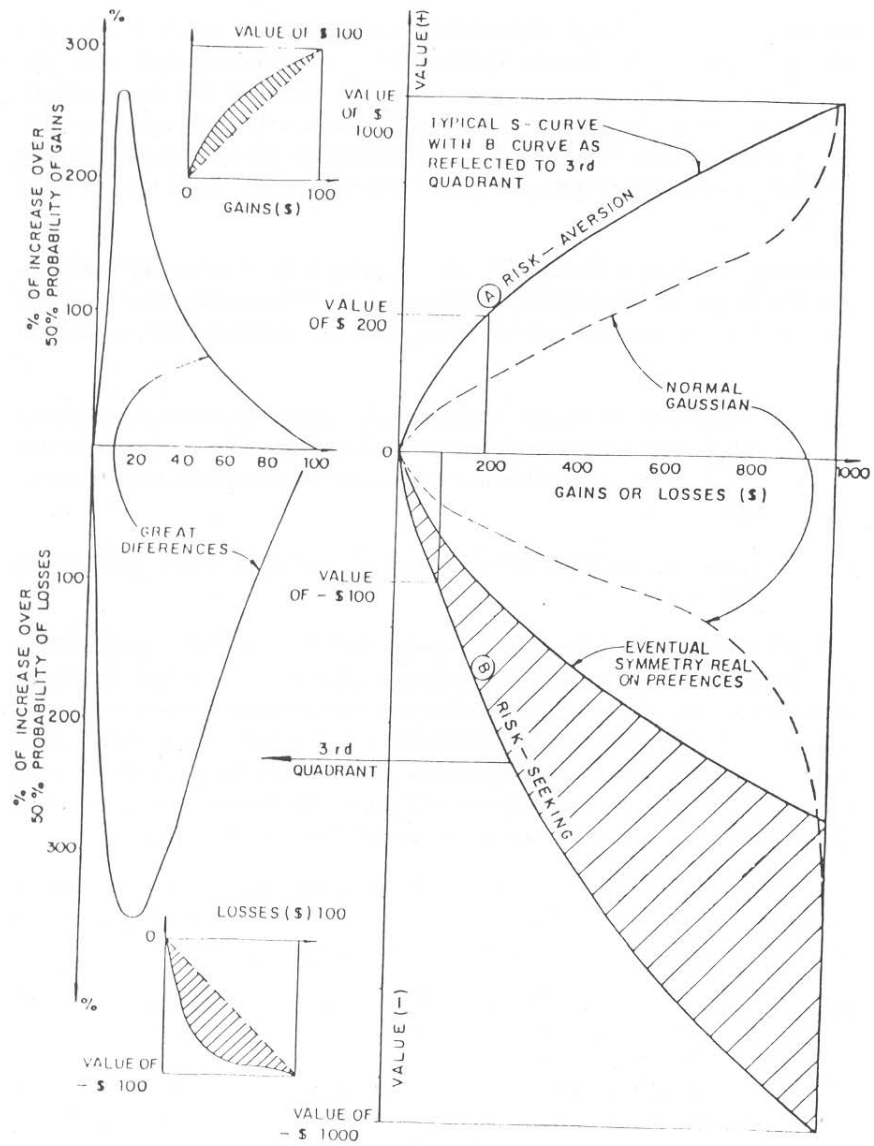 %
300
200
100
% OF INCREASE OVER
50% PROBABILITY OF GAINS
VALUE OF $ 100
0
100
GAINS ($)
VALUE (+)
VALUE
OF $
1000
TYPICAL S-CURVE
WITH B CURVE AS
REFLECTED TO 3rd
QUADRANT
A RISK-AVERSION
VALUE
OF $ 200
NORMAL
GAUSSIAN
0
200
400
600
800
1000
GAINS OR LOSSES ($)
20
40
60
80
100
GREAT
DIFERENCES
% OF INCREASE OVER
50% PROBABILITY OF LOSSES
100
200
300
%
VALUE
OF - $100
EVENTUAL
SYMMETRY REAL
ON PREFENCES
B RISK-SEEKING
3rd
QUADRANT
LOSSES ($) 100
0
VALUE OF
- $ 100
VALUE (-)
VALUE OF
- $ 1000